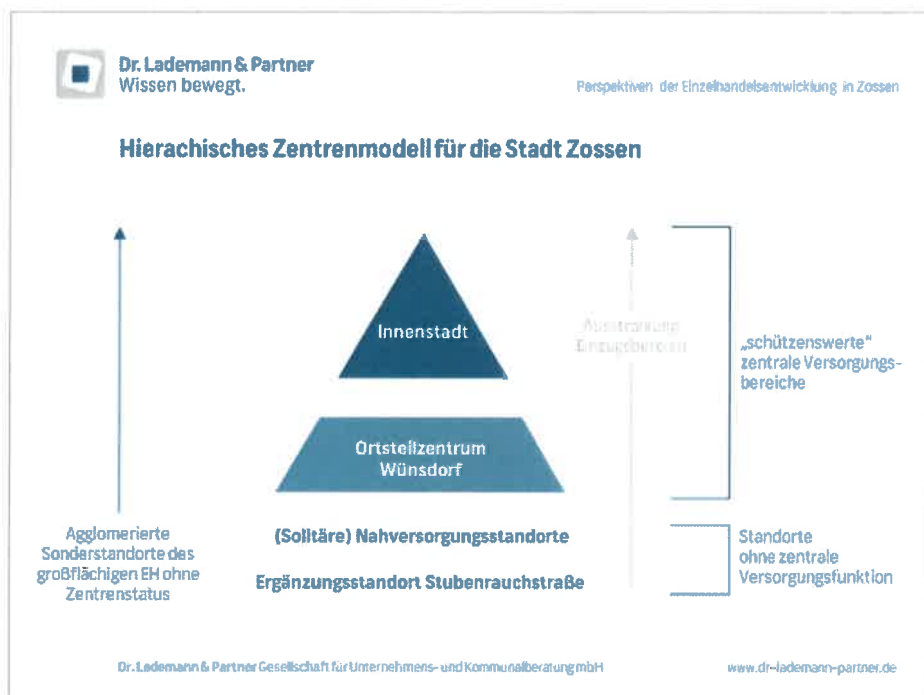 Dr. Lademann & Partner
Wissen bewegt.
Perspektiven der Einzelhandelsentwicklung in Zossen
Hierachisches Zentrenmodell für die Stadt Zossen
Innenstadt
Ausstrahlung
Einzugsbereich
„schützenswerte“
zentrale Versorgungs-
bereiche
Ortsteilzentrum
Wünsdorf
Agglomerierte
Sonderstandorte des
großflächigen EH ohne
Zentrenstatus
(Solitäre) Nahversorgungsstandorte
Ergänzungsstandort Stubenrauchstraße
Standorte
ohne zentrale
Versorgungsfunktion
Dr. Lademann & Partner Gesellschaft für Unternehmens- und Kommunalberatung mbH
www.dr-lademann-partner.de